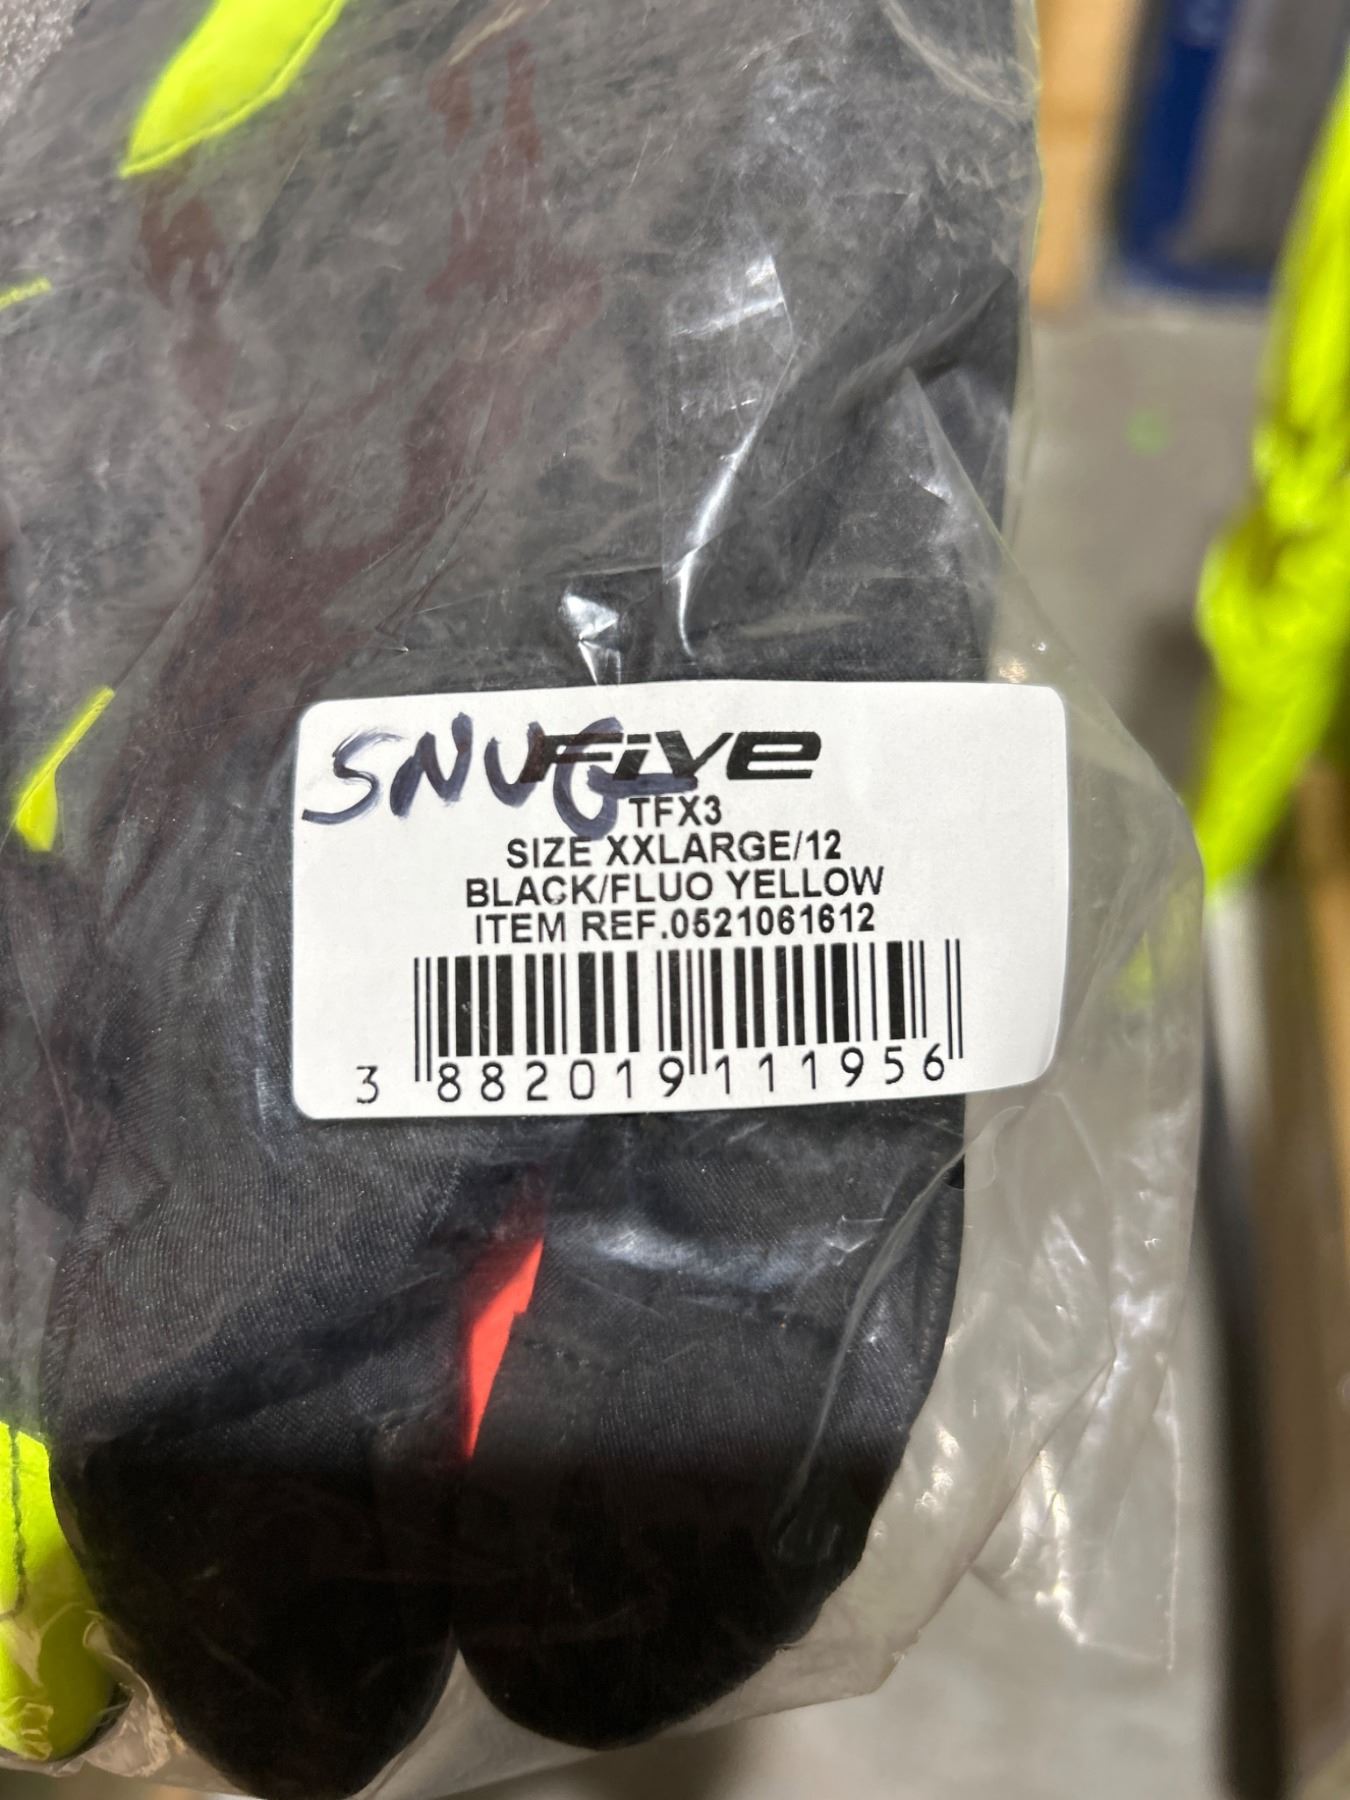 SNUG
Five
TFX3
SIZE XXLARGE/12
BLACK/FLUO YELLOW
ITEM REF.0521061612
3 882019 111956